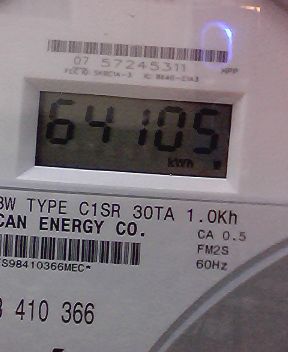 07 57245311
64105
kWh
3W TYPE C1SR 30TA 1.0Kh
CAN ENERGY CO.
CA 0.5
FM2S
60Hz
S98410366MEC*
410 366